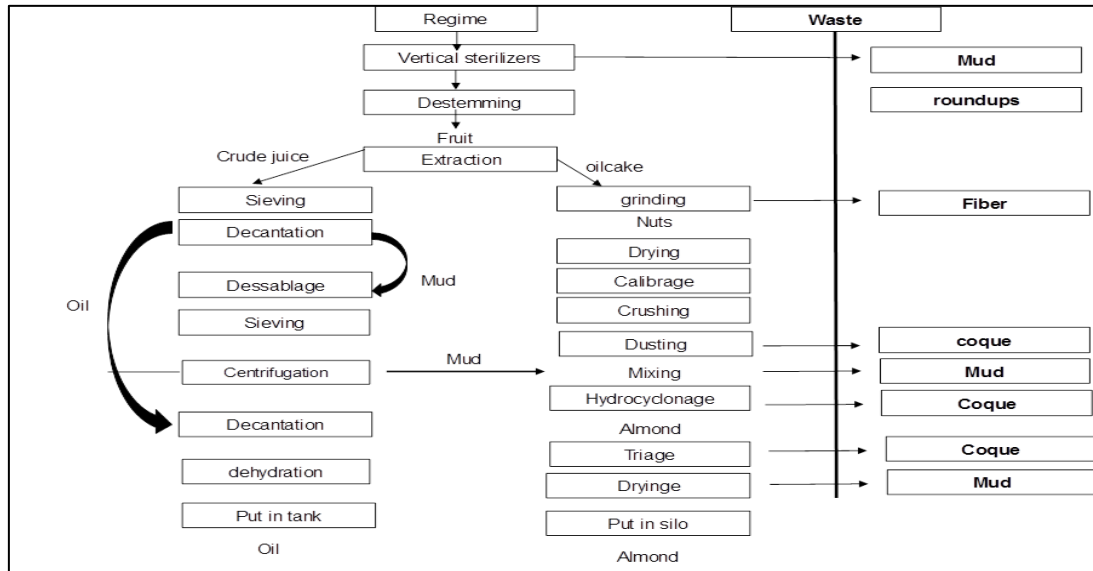 Regime
Waste
Vertical sterilizers
Mud
Destemming
roundups
Fruit
Crude juice
Extraction
oilcake
Sieving
grinding
Fiber
Nuts
Decantation
Drying
Mud
Dessablage
Calibrage
Oil
Sieving
Crushing
Dusting
coque
Mud
Centrifugation
Mixing
Mud
Hydrocyclonage
Coque
Decantation
Almond
Triage
Coque
dehydration
Dryinge
Mud
Put in tank
Put in silo
Oil
Almond